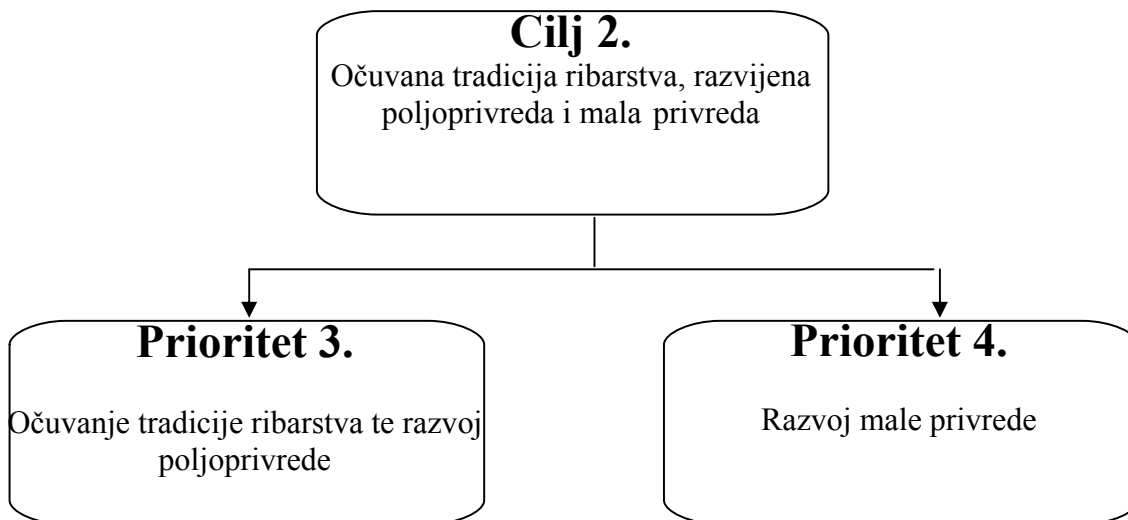 Cilj 2.
Očuvana tradicija ribarstva, razvijena
poljoprivreda i mala privreda
Prioritet 3.
Očuvanje tradicije ribarstva te razvoj
poljoprivrede
Prioritet 4.
Razvoj male privrede